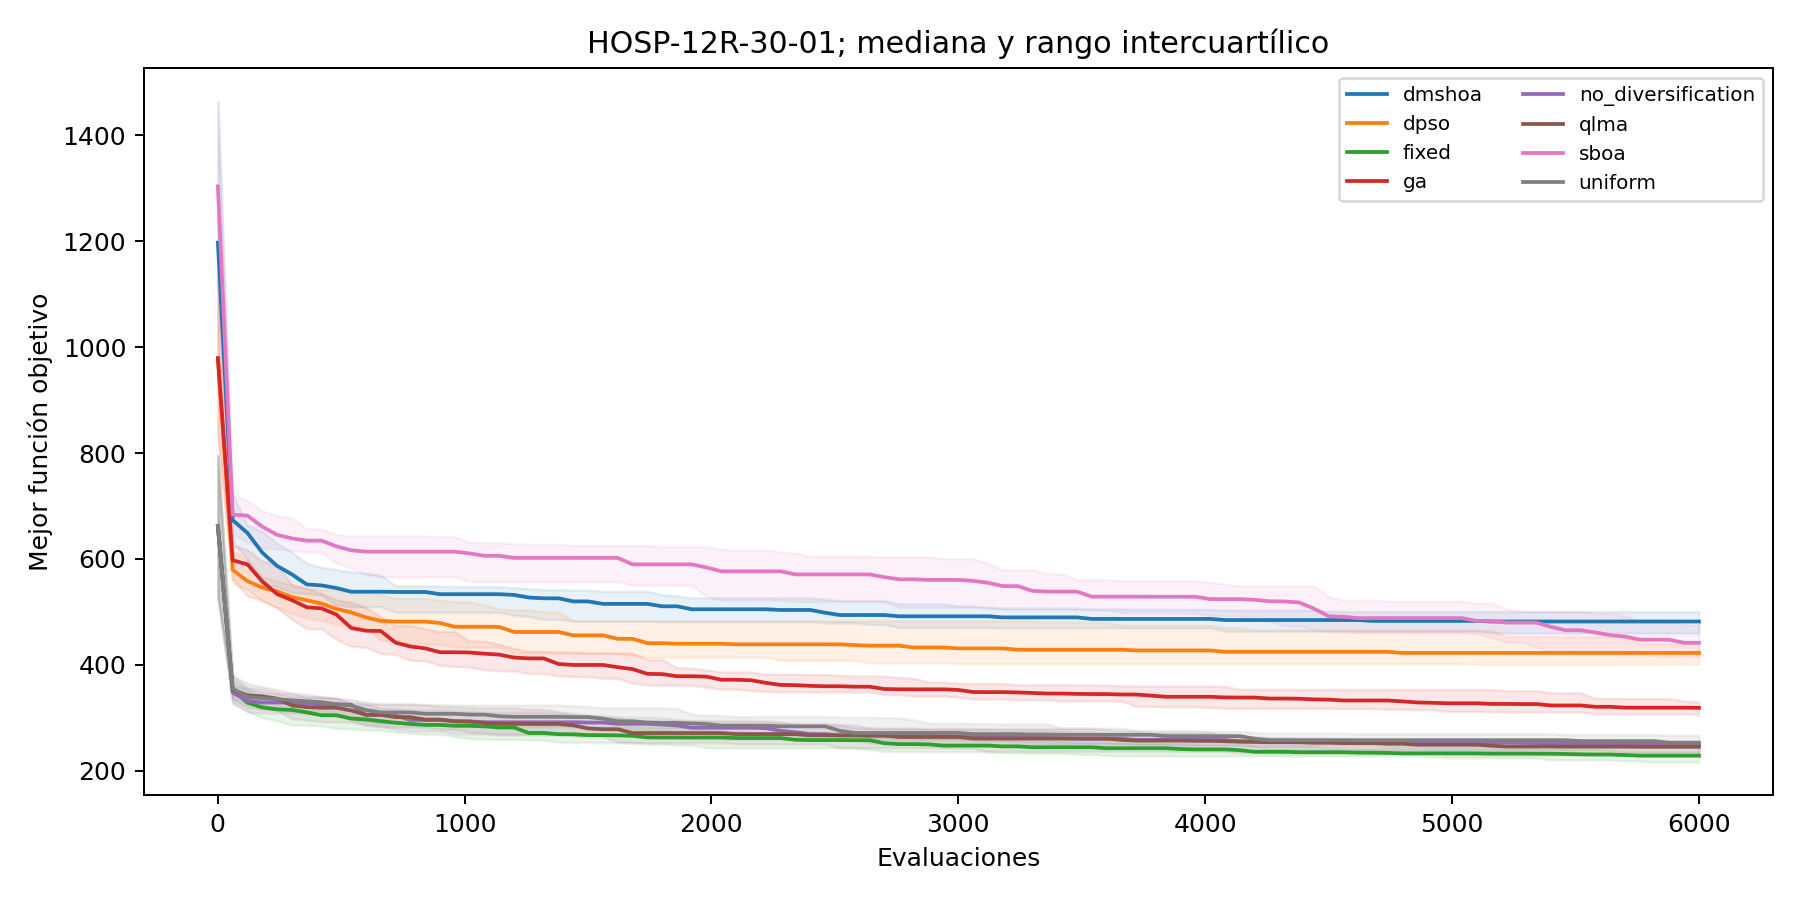 HOSP-12R-30-01; mediana y rango intercuartílico
Mejor función objetivo
1400
1200
1000
800
600
400
200
dmshoa
dpso
fixed
ga
no_diversification
qlma
sboa
uniform
0
1000
2000
3000
4000
5000
6000
Evaluaciones